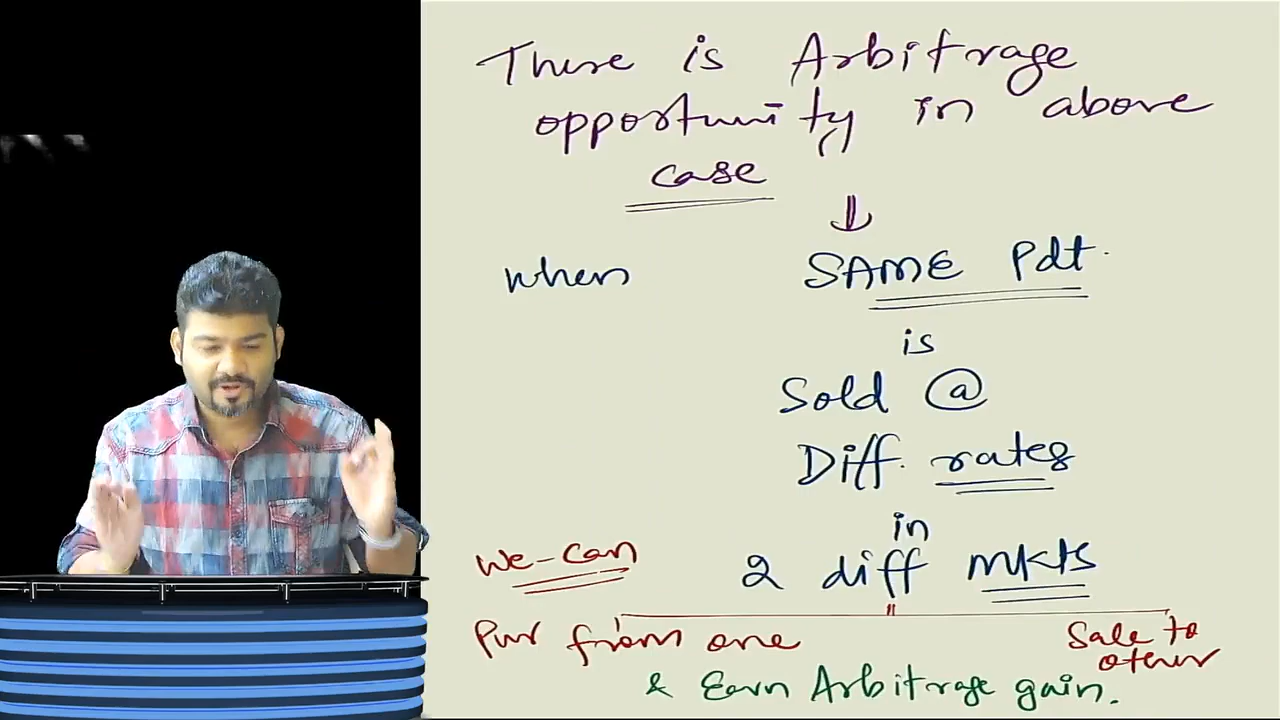 There is Arbitrage
opportunity in above
case
when SAME Pdt.
is
Sold @
Diff. rates
in
We-can 2 diff mkts
Pur from one Sale to
other
& Earn Arbitrage gain.